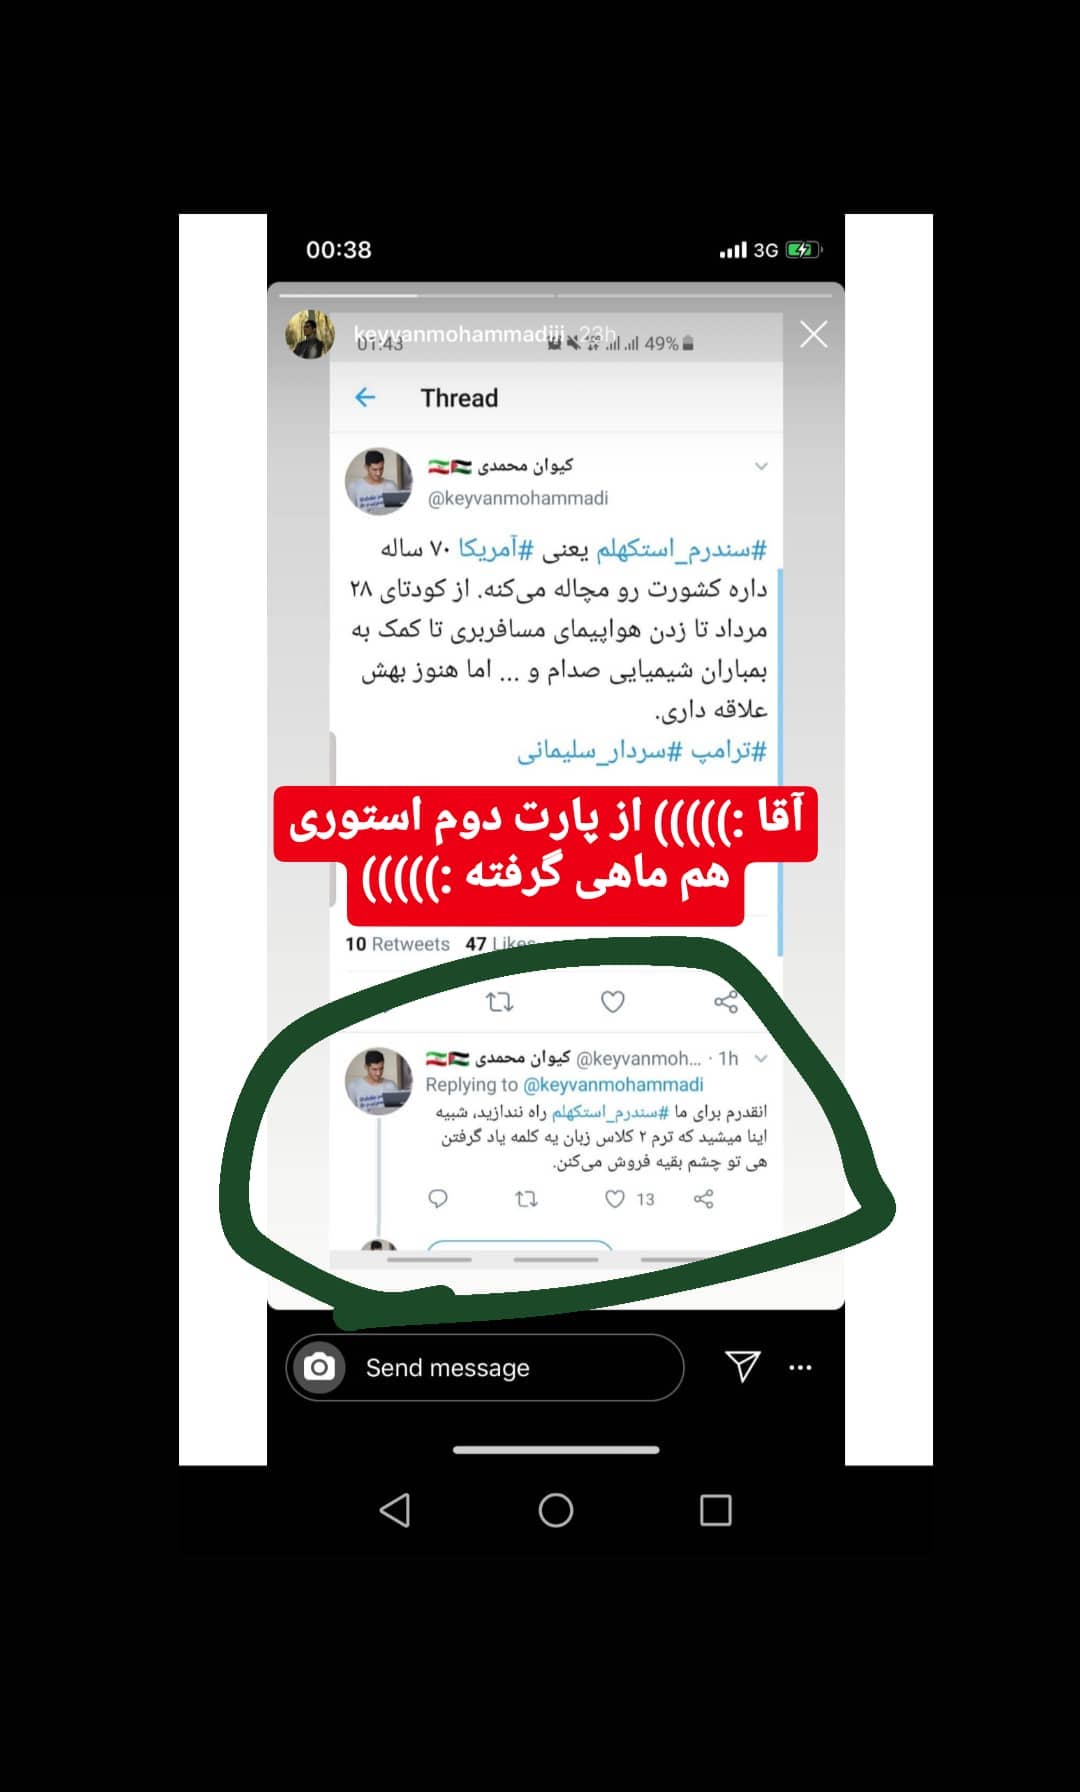 00:38
3G
keyvanmohammadiii 23h
01:43
49%
Thread
کیوان محمدی
@keyvanmohammadi
#سندرم_استکهلم یعنی #آمریکا ۷۰ ساله
داره کشورت رو مچاله می‌کنه. از کودتای ۲۸
مرداد تا زدن هواپیمای مسافربری تا کمک به
بمباران شیمیایی صدام و ... اما هنوز بهش
علاقه داری.
#ترامپ #سردار_سلیمانی
آقا :))))) از پارت دوم استوری
هم ماهی گرفته :)))))
10 Retweets 47 Likes
کیوان محمدی @keyvanmoh... · 1h
Replying to @keyvanmohammadi
انقدرم برای ما #سندرم_استکهلم راه نندازید، شبیه
اینا میشید که ترم ۲ کلاس زبان یه کلمه یاد گرفتن
هی تو چشم بقیه فروش می‌کنن.
13
Send message